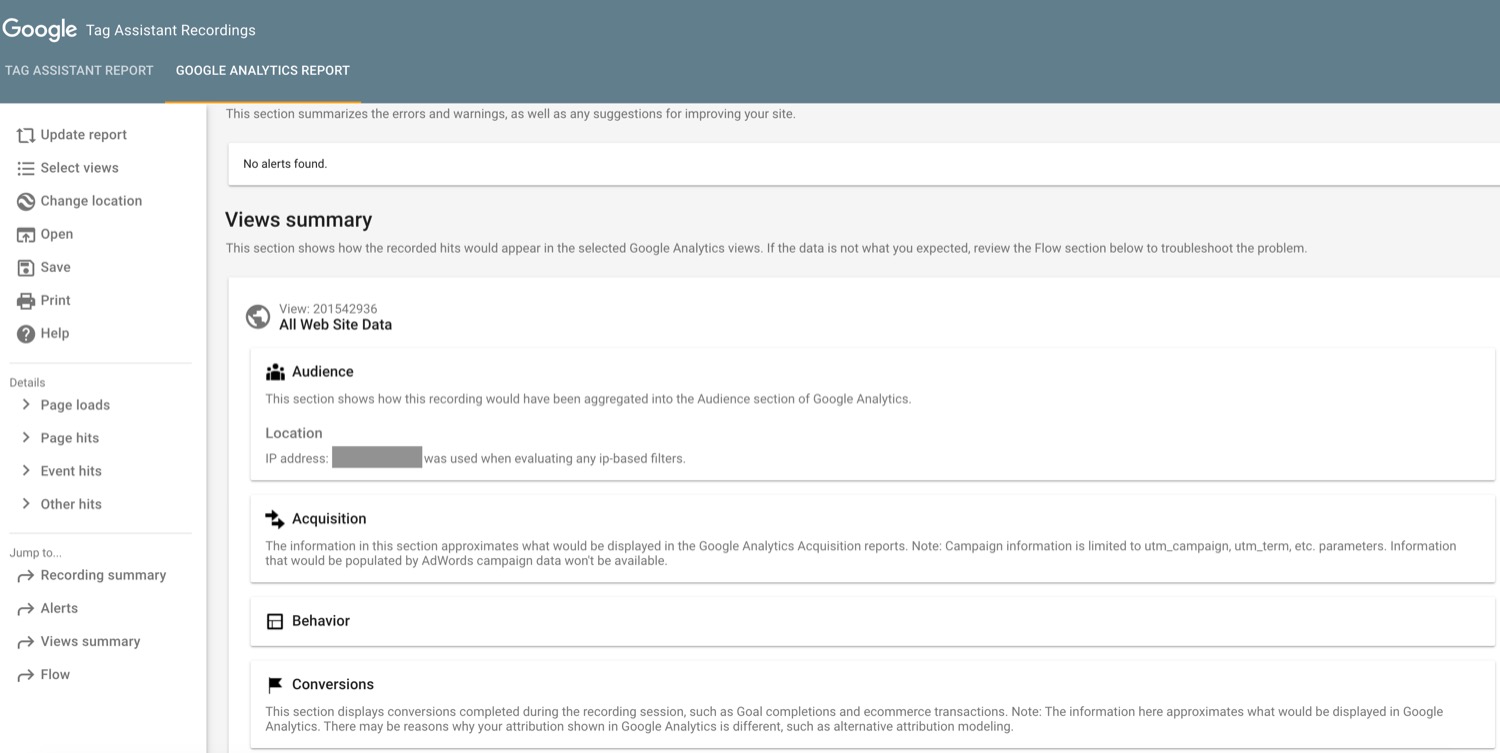 Google Tag Assistant Recordings
TAG ASSISTANT REPORT GOOGLE ANALYTICS REPORT
Update report
Select views
Change location
Open
Save
Print
Help
Details
Page loads
Page hits
Event hits
Other hits
Jump to...
Recording summary
Alerts
Views summary
Flow
This section summarizes the errors and warnings, as well as any suggestions for improving your site.
No alerts found.
Views summary
This section shows how the recorded hits would appear in the selected Google Analytics views. If the data is not what you expected, review the Flow section below to troubleshoot the problem.
View: 201542936
All Web Site Data
Audience
This section shows how this recording would have been aggregated into the Audience section of Google Analytics.
Location
IP address: was used when evaluating any ip-based filters.
Acquisition
The information in this section approximates what would be displayed in the Google Analytics Acquisition reports. Note: Campaign information is limited to utm_campaign, utm_term, etc. parameters. Information
that would be populated by AdWords campaign data won't be available.
Behavior
Conversions
This section displays conversions completed during the recording session, such as Goal completions and ecommerce transactions. Note: The information here approximates what would be displayed in Google
Analytics. There may be reasons why your attribution shown in Google Analytics is different, such as alternative attribution modeling.